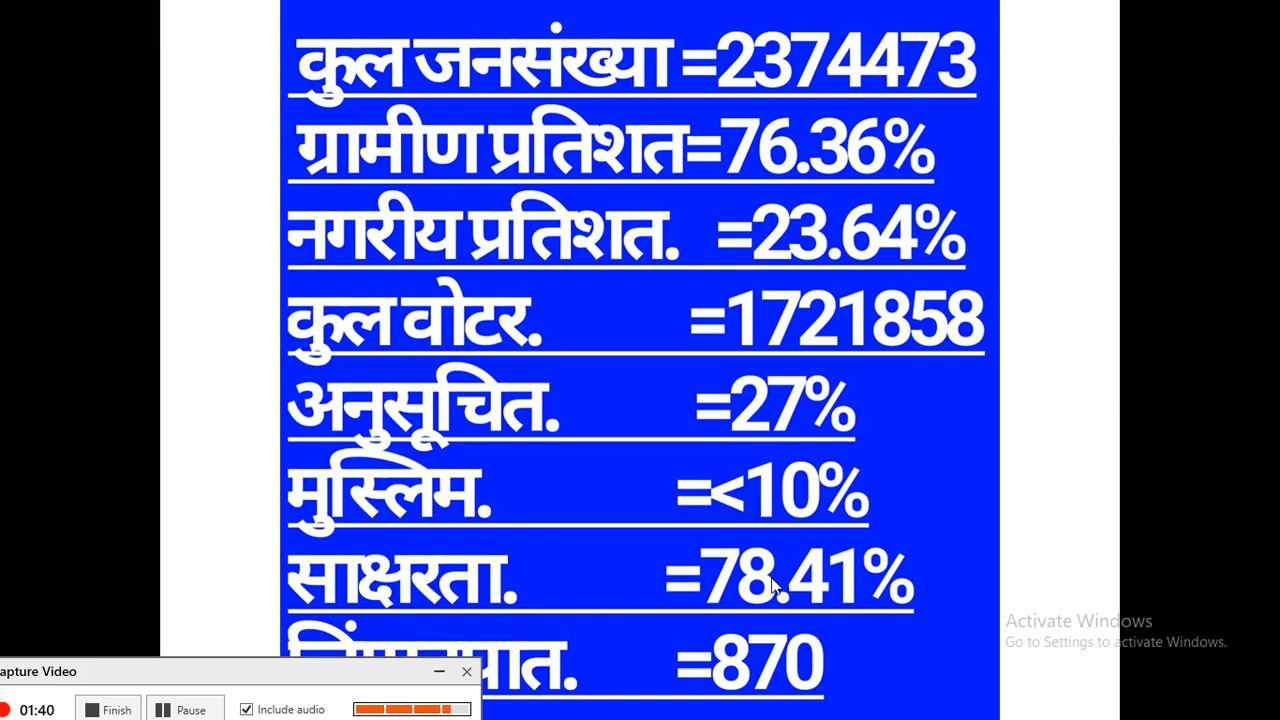 कुल जनसंख्या =2374473
ग्रामीण प्रतिशत=76.36%
नगरीय प्रतिशत. =23.64%
कुल वोटर. =1721858
अनुसूचित. =27%
मुस्लिम. =<10%
साक्षरता. =78.41%
=870
Activate Windows
Go to Settings to activate Windows.
apture Video
01:40 Finish Pause Include audio